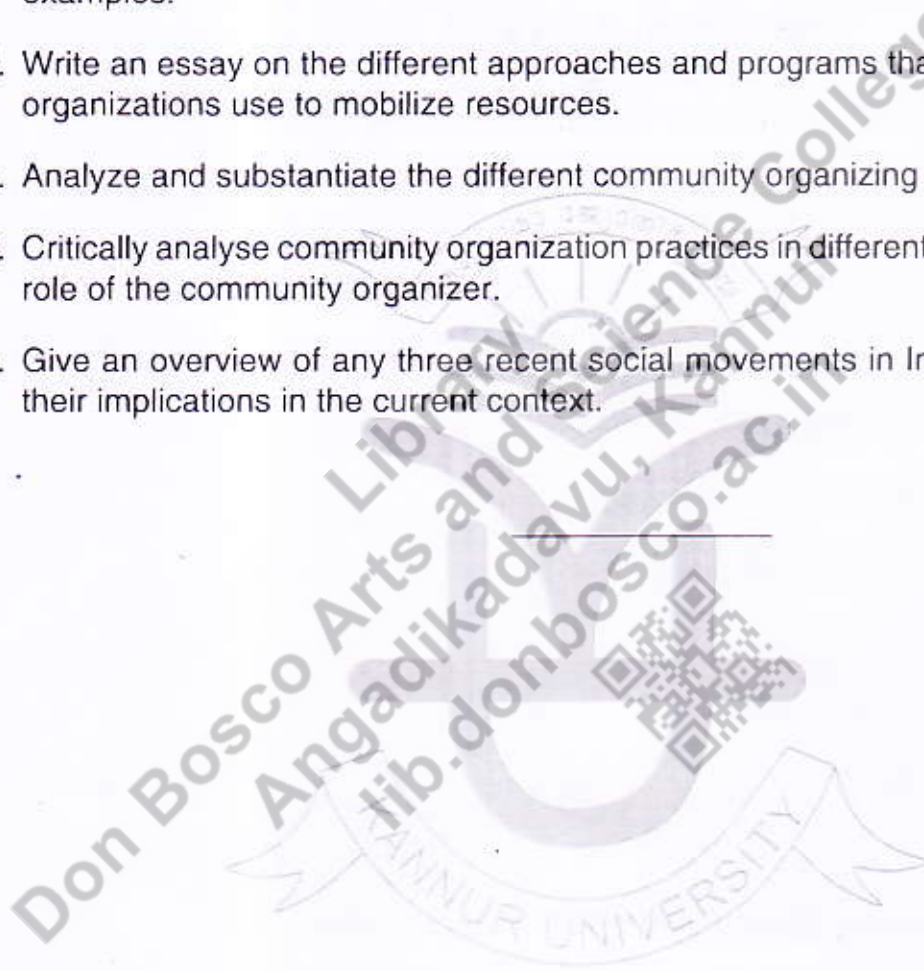 examples.
. Write an essay on the different approaches and programs tha
organizations use to mobilize resources.
. Analyze and substantiate the different community organizing
. Critically analyse community organization practices in different
role of the community organizer.
. Give an overview of any three recent social movements in In
their implications in the current context.
Library
Don Bosco Arts and Science College
Angadikadavu, Kannur
lib.donbosco.ac.in
KANNUR UNIVERSITY